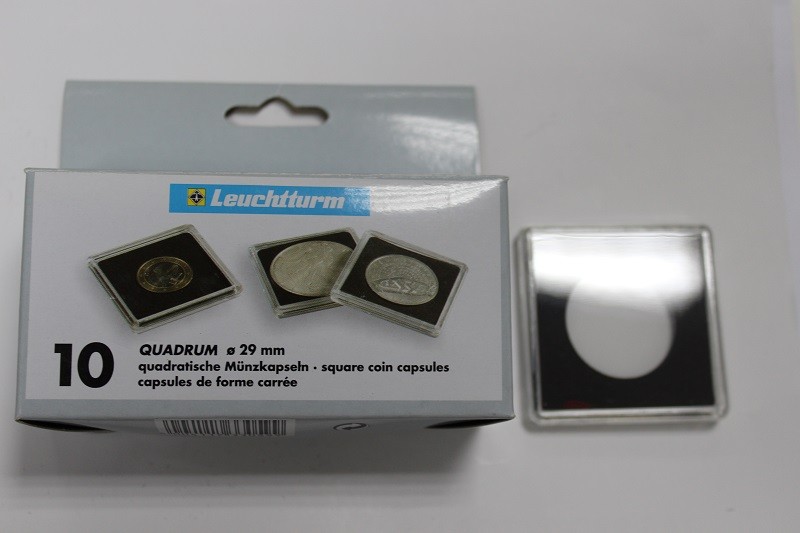 Leuchtturm
10
QUADRUM ø 29 mm
quadratische Münzkapseln · square coin capsules
capsules de forme carrée